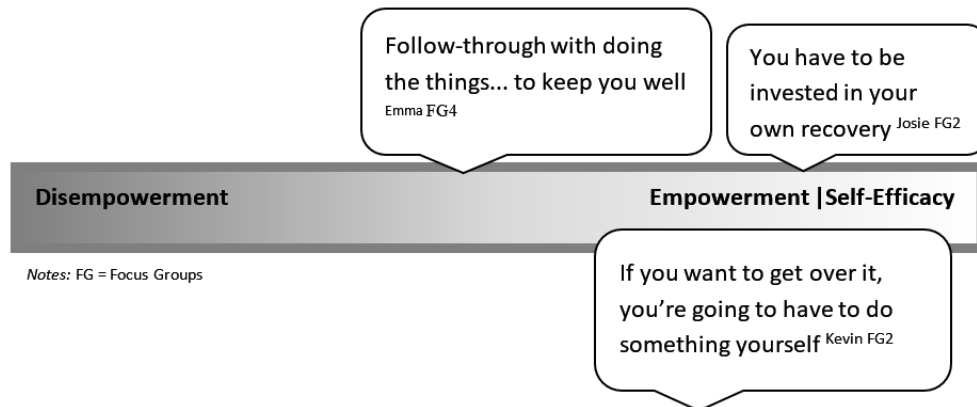 Follow-through with doing
the things... to keep you well
Emma FG4
You have to be
invested in your
own recovery Josie FG2
Disempowerment
Empowerment |Self-Efficacy
Notes: FG = Focus Groups
If you want to get over it,
you’re going to have to do
something yourself Kevin FG2